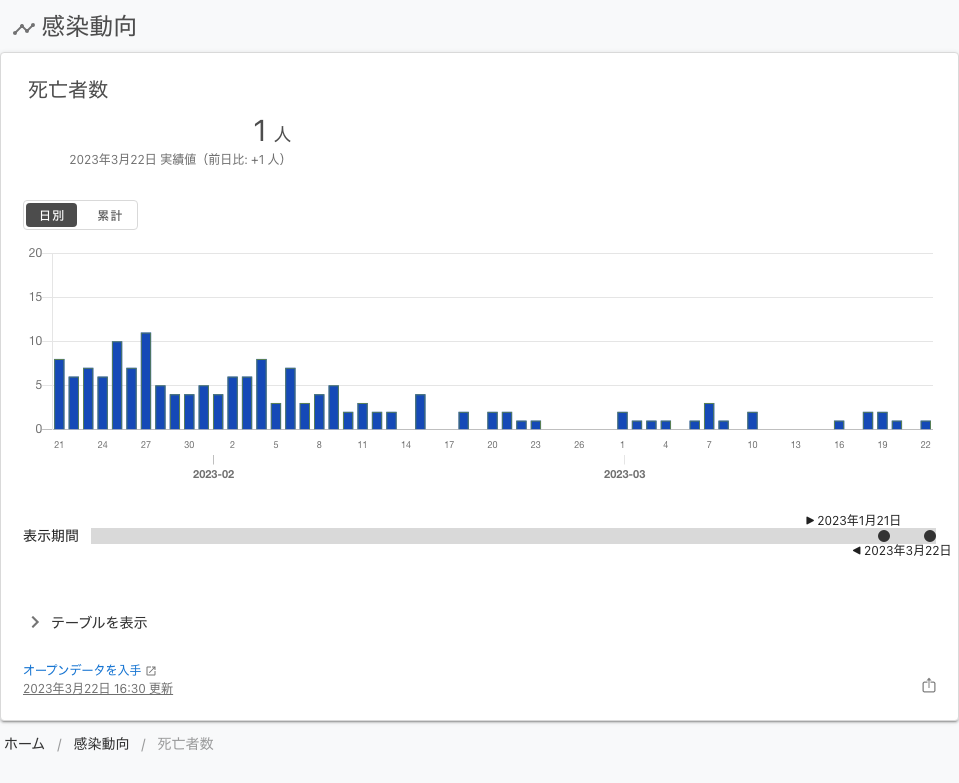 感染動向
死亡者数
1 人
2023年3月22日 実績値（前日比: +1 人）
日別 累計
20
15
10
5
0
21 24 27 30 2 5 8 11 14 17 20 23 26 1 4 7 10 13 16 19 22
2023-02 2023-03
▶ 2023年1月21日
表示期間
◀ 2023年3月22日
テーブルを表示
オープンデータを入手
2023年3月22日 16:30 更新
ホーム / 感染動向 / 死亡者数